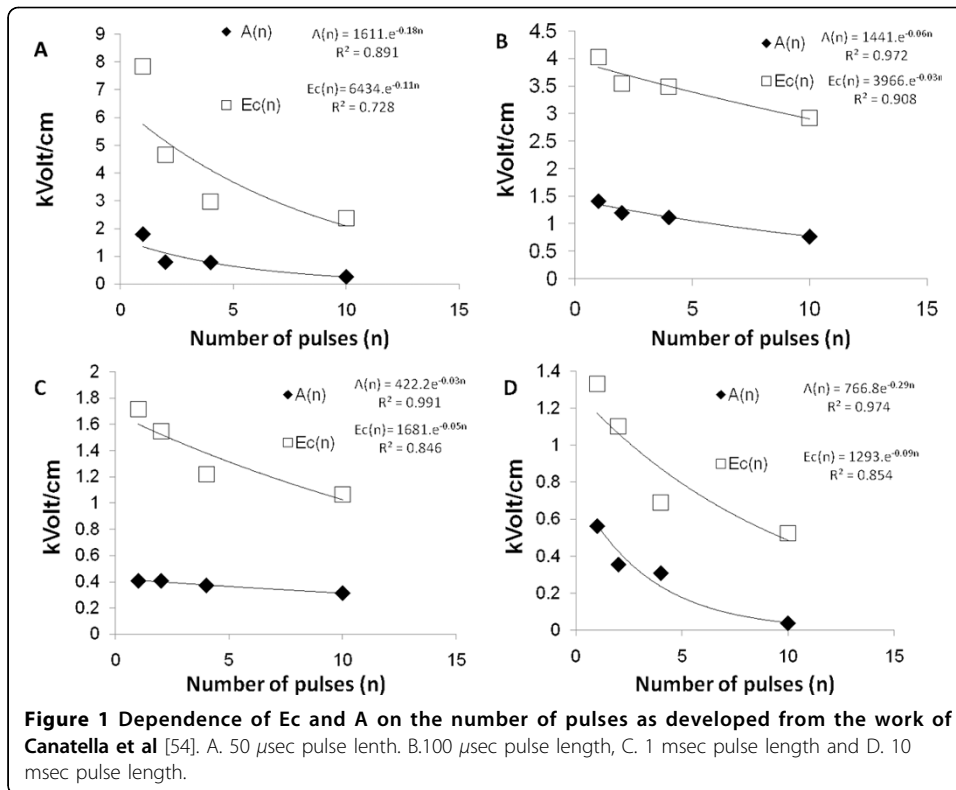 A
9
8
7
6
5
4
3
2
1
0
kVolt/cm
0 5 10 15
Number of pulses (n)
A(n)
A(n) = 1611.e-0.18n
R² = 0.891
Ec(n)
Ec(n) = 6434.e-0.11n
R² = 0.728
B
4.5
4
3.5
3
2.5
2
1.5
1
0.5
0
kVolt/cm
0 5 10 15
Number of pulses (n)
A(n)
A(n) = 1441.e-0.06n
R² = 0.972
Ec(n)
Ec(n) = 3966.e-0.03n
R² = 0.908
C
2
1.8
1.6
1.4
1.2
1
0.8
0.6
0.4
0.2
0
kVolt/cm
0 5 10 15
Number of pulses (n)
A(n)
A(n) = 422.2e-0.03n
R² = 0.991
Ec(n)
Ec(n) = 1681.e-0.05n
R² = 0.846
D
1.4
1.2
1
0.8
0.6
0.4
0.2
0
kVolt/cm
0 5 10 15
Number of pulses (n)
A(n)
A(n) = 766.8e-0.29n
R² = 0.974
Ec(n)
Ec(n) = 1293.e-0.09n
R² = 0.854
Figure 1 Dependence of Ec and A on the number of pulses as developed from the work of
Canatella et al [54]. A. 50 μsec pulse lenth. B.100 μsec pulse length, C. 1 msec pulse length and D. 10
msec pulse length.